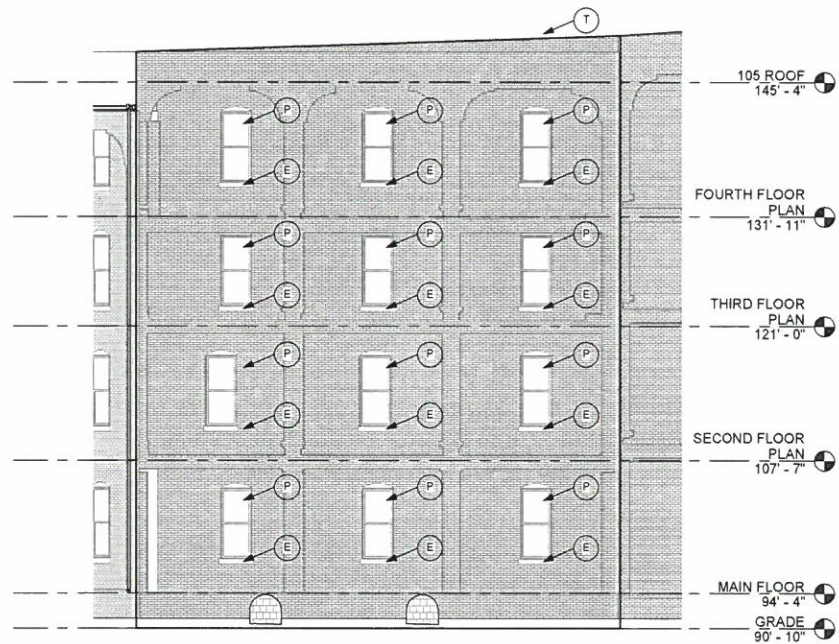 T
105 ROOF
145' - 4"
P P P
E E E
FOURTH FLOOR
PLAN
131' - 11"
P P P
E E E
THIRD FLOOR
PLAN
121' - 0"
P P P
E E E
SECOND FLOOR
PLAN
107' - 7"
P P P
E E E
MAIN FLOOR
94' - 4"
GRADE
90' - 10"